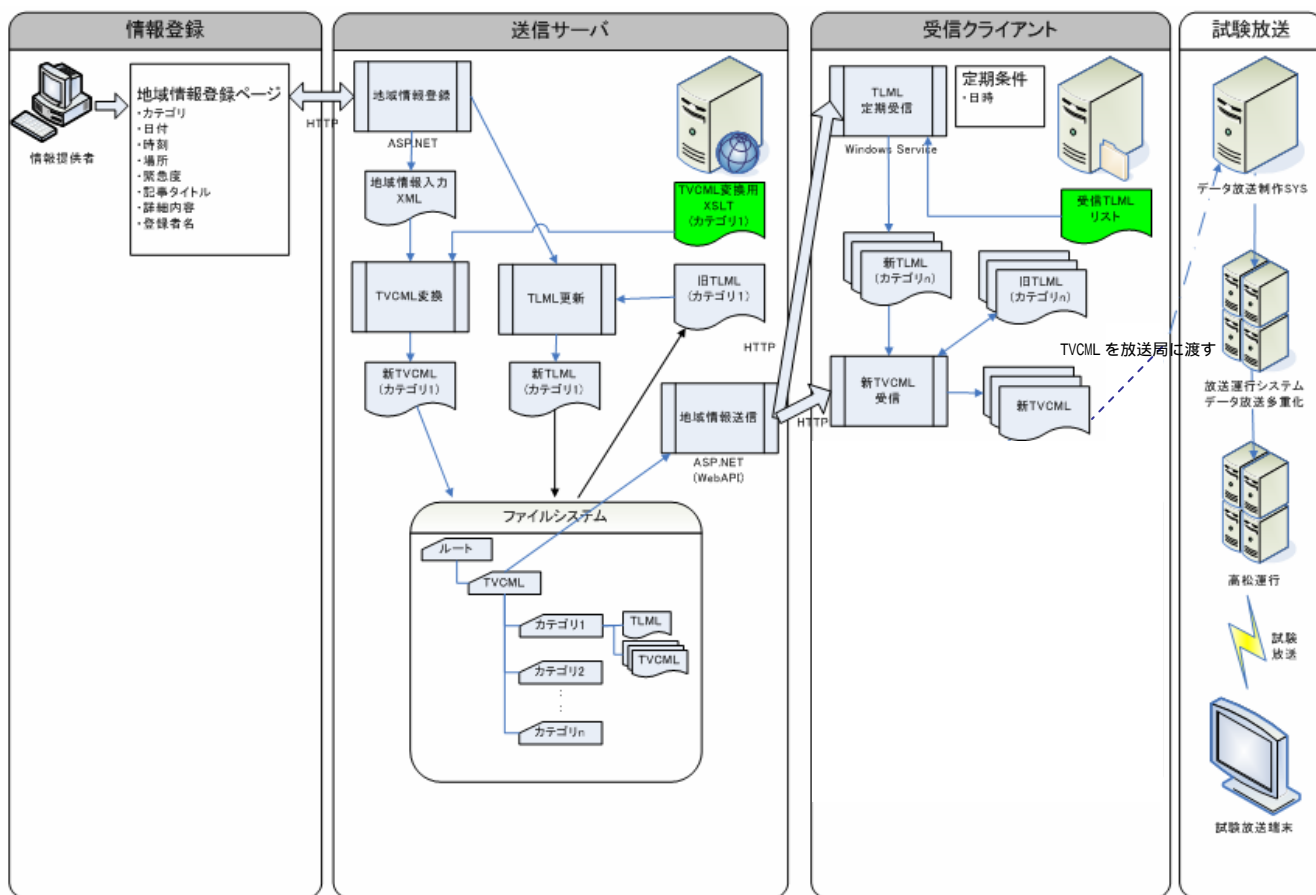 情報登録
情報提供者
地域情報登録ページ
・カテゴリ
・日付
・時刻
・場所
・緊急度
・記事タイトル
・詳細内容
・登録者名
HTTP
送信サーバ
地域情報登録
ASP.NET
地域情報入力
XML
TVCML変換用
XSLT
(カテゴリ1)
TVCML変換
TLML更新
旧TLML
(カテゴリ1)
新TVCML
(カテゴリ1)
新TLML
(カテゴリ1)
地域情報送信
ASP.NET
(WebAPI)
HTTP
HTTP
ファイルシステム
ルート
TVCML
カテゴリ1
TLML
TVCML
カテゴリ2
:
:
カテゴリn
受信クライアント
TLML
定期受信
Windows Service
定期条件
・日時
受信TLML
リスト
新TLML
(カテゴリn)
旧TLML
(カテゴリn)
新TVCML
受信
新TVCML
TVCML を放送局に渡す
試験放送
データ放送制作SYS
放送運行システム
データ放送多重化
高松運行
試験
放送
試験放送端末